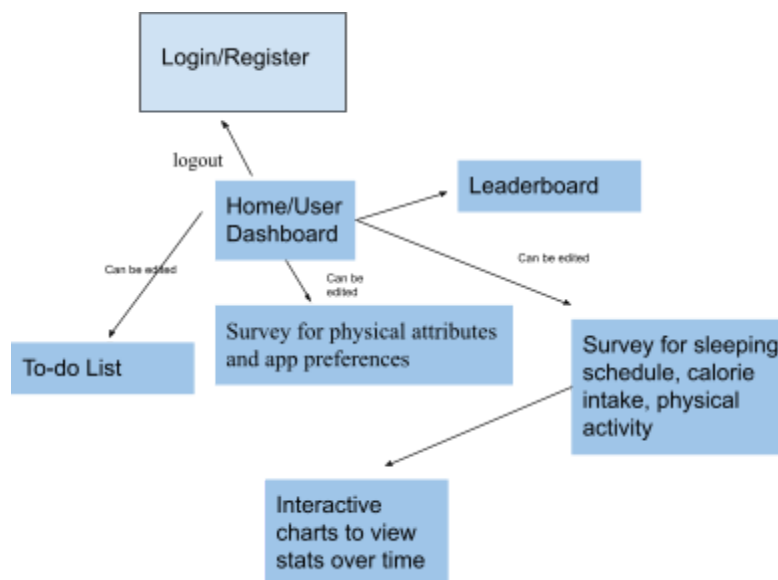 Login/Register
logout
Leaderboard
Home/User
Dashboard
Can be edited
Can be edited
Can be
edited
Survey for physical attributes
and app preferences
To-do List
Survey for sleeping
schedule, calorie
intake, physical
activity
Interactive
charts to view
stats over time